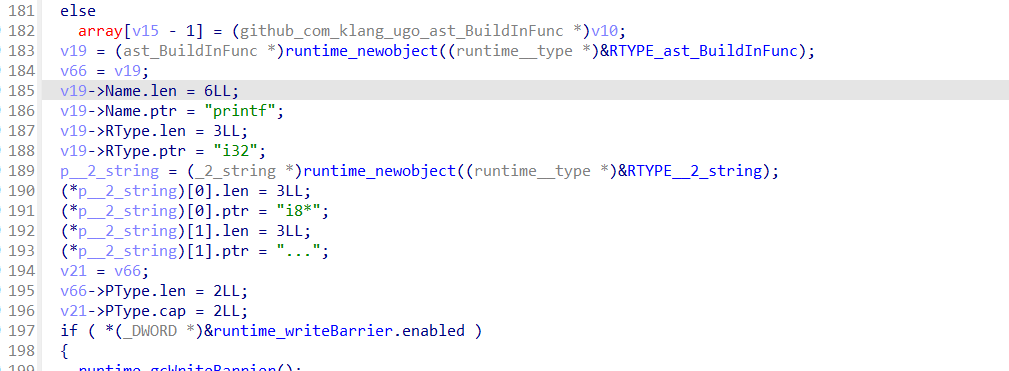 181 else
182 array[v15 - 1] = (github_com_klang_ugo_ast_BuildInFunc *)v10;
183 v19 = (ast_BuildInFunc *)runtime_newobject((runtime__type *)&RTYPE_ast_BuildInFunc);
184 v66 = v19;
185 v19->Name.len = 6LL;
186 v19->Name.ptr = "printf";
187 v19->RType.len = 3LL;
188 v19->RType.ptr = "i32";
189 p__2_string = (_2_string *)runtime_newobject((runtime__type *)&RTYPE__2_string);
190 (*p__2_string)[0].len = 3LL;
191 (*p__2_string)[0].ptr = "i8*";
192 (*p__2_string)[1].len = 3LL;
193 (*p__2_string)[1].ptr = "...";
194 v21 = v66;
195 v66->PType.len = 2LL;
196 v21->PType.cap = 2LL;
197 if ( *(_DWORD *)&runtime_writeBarrier.enabled )
198 {
199 runtime_gcWriteBarrier();